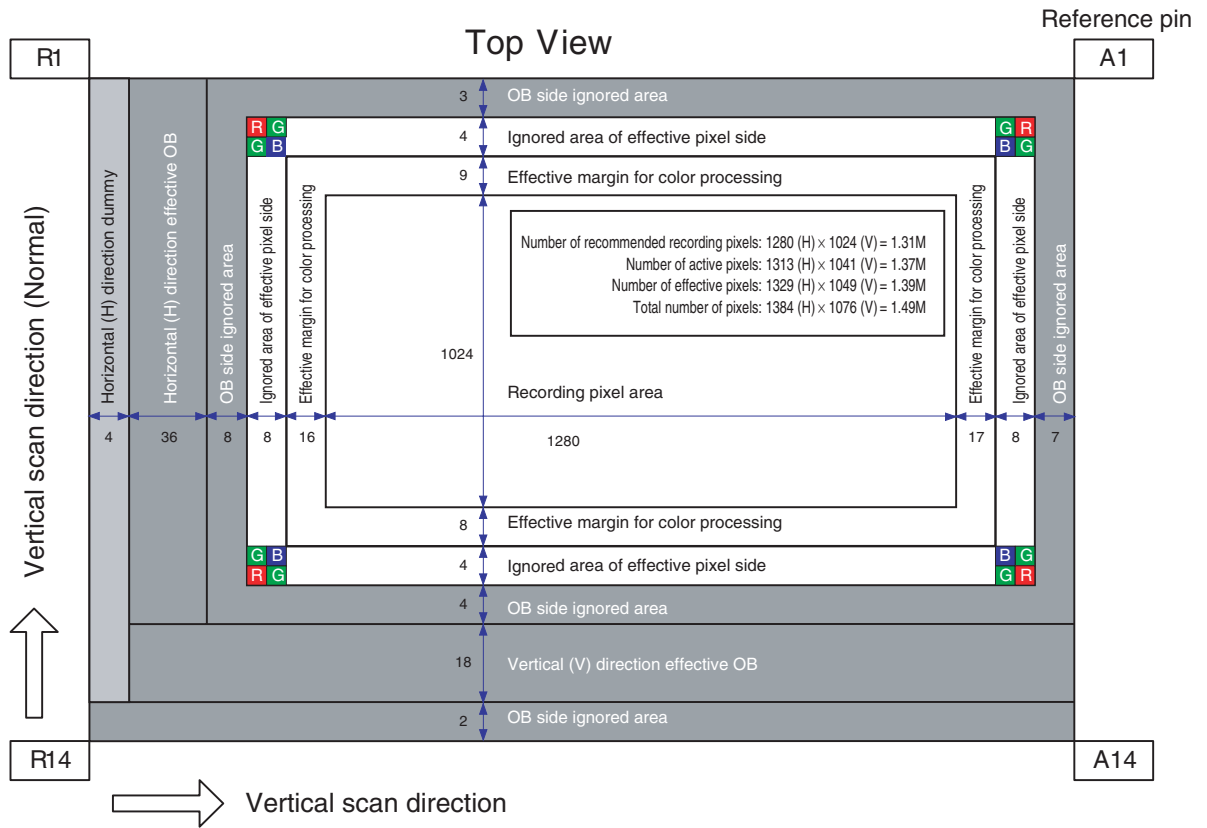 Reference pin
R1
Top View
A1
3
OB side ignored area
R G
G B
4
Ignored area of effective pixel side
G R
B G
9
Effective margin for color processing
Vertical scan direction (Normal)
Horizontal (H) direction dummy
Horizontal (H) direction effective OB
OB side ignored area
Ignored area of effective pixel side
Effective margin for color processing
Number of recommended recording pixels: 1280 (H) × 1024 (V) = 1.31M
Number of active pixels: 1313 (H) × 1041 (V) = 1.37M
Number of effective pixels: 1329 (H) × 1049 (V) = 1.39M
Total number of pixels: 1384 (H) × 1076 (V) = 1.49M
Effective margin for color processing
Ignored area of effective pixel side
OB side ignored area
1024
Recording pixel area
4
36
8
8
16
1280
17
8
7
8
Effective margin for color processing
G B
R G
4
Ignored area of effective pixel side
B G
G R
4
OB side ignored area
18
Vertical (V) direction effective OB
2
OB side ignored area
R14
A14
Vertical scan direction